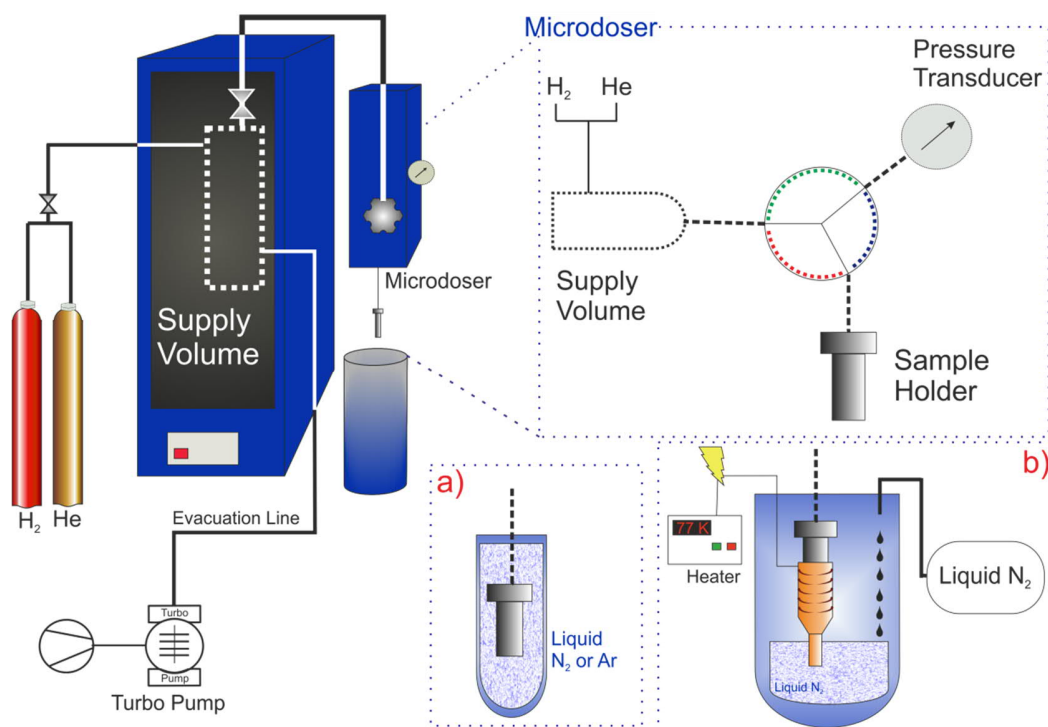 Microdoser
Pressure
Transducer
H₂ He
Supply
Volume
Sample
Holder
Supply
Volume
Microdoser
H₂ He
Evacuation Line
Turbo
Pump
Turbo Pump
a)
Liquid
N₂ or Ar
b)
77 K
Heater
Liquid N₂
Liquid N₂